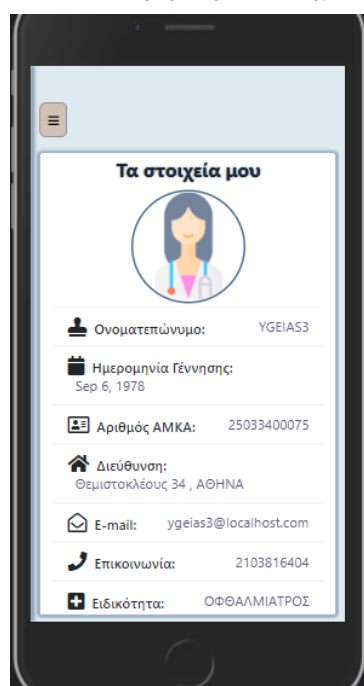 Τα στοιχεία μου
Ονοματεπώνυμο: YGEIAS3
Ημερομηνία Γέννησης:
Sep 6, 1978
Αριθμός ΑΜΚΑ: 25033400075
Διεύθυνση:
Θεμιστοκλέους 34 , ΑΘΗΝΑ
E-mail: ygeias3@localhost.com
Επικοινωνία: 2103816404
Ειδικότητα: ΟΦΘΑΛΜΙΑΤΡΟΣ